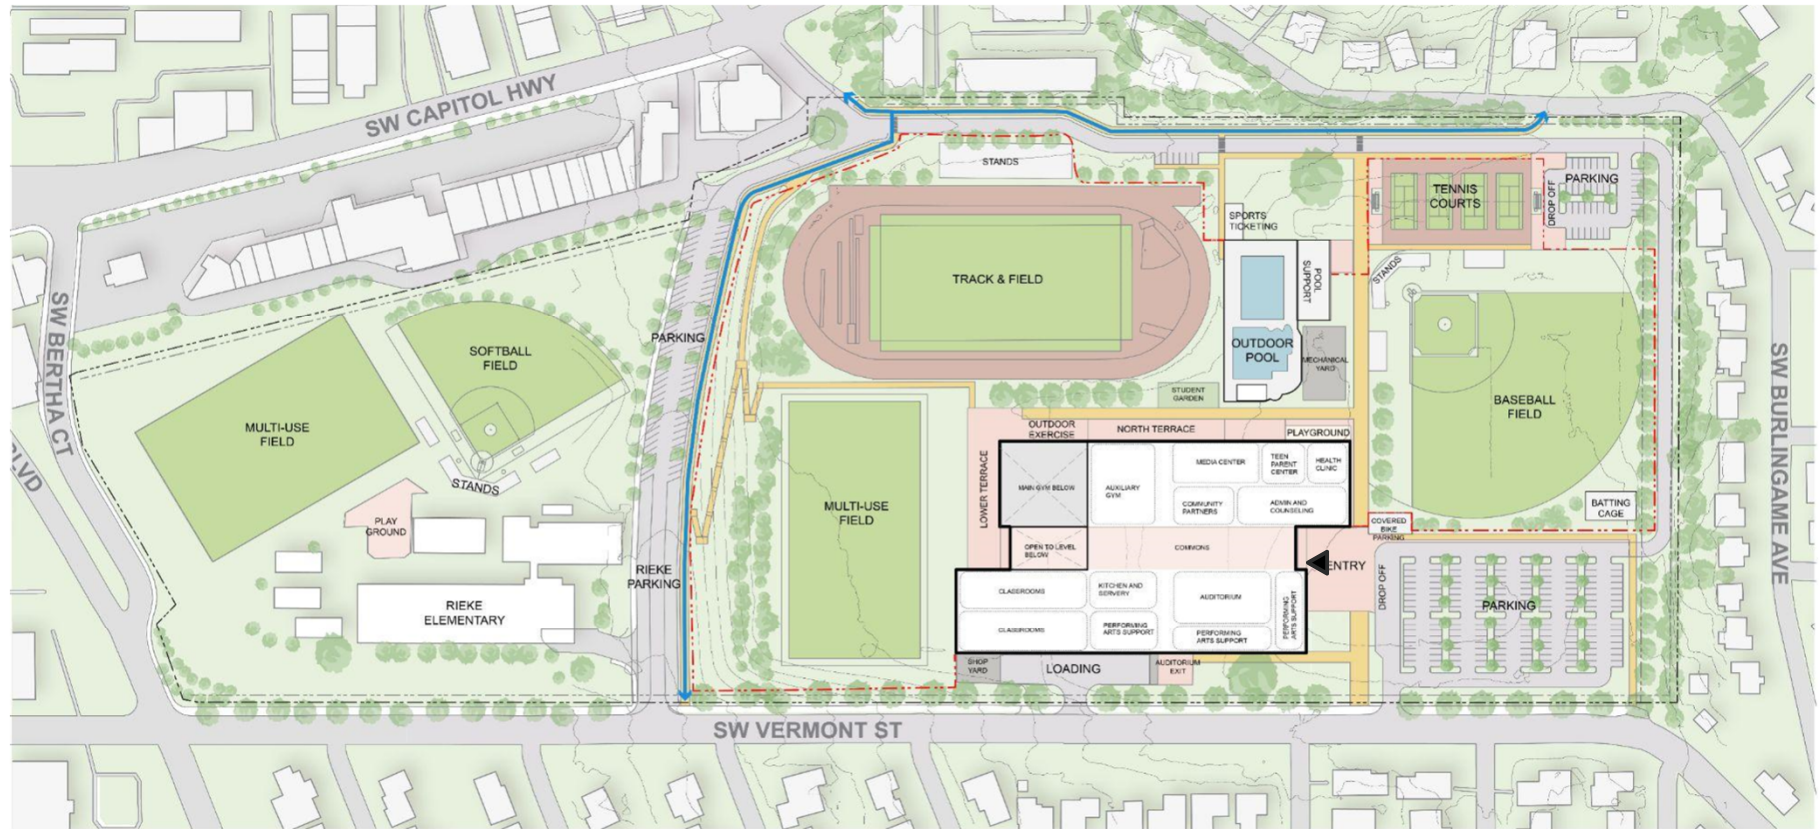 SW CAPITOL HWY
STANDS
TENNIS
COURTS
DROP OFF
PARKING
SPORTS
TICKETING
POOL
SUPPORT
STANDS
TRACK & FIELD
SW BERTHA CT
PARKING
OUTDOOR
POOL
MECHANICAL
YARD
SOFTBALL
FIELD
SW BURLINGAME AVE
STUDENT
GARDEN
BASEBALL
FIELD
MULTI-USE
FIELD
OUTDOOR
EXERCISE
NORTH TERRACE
PLAYGROUND
BLVD
STANDS
LOWER TERRACE
MAIN GYM BELOW
AUXILIARY
GYM
MEDIA CENTER
TEEN
PARENT
CENTER
HEALTH
CLINIC
COMMUNITY
PARTNERS
ADMIN AND
COUNSELING
MULTI-USE
FIELD
BATTING
CAGE
PLAY
GROUND
COVERED
BIKE
PARKING
OPEN TO LEVEL
BELOW
COMMONS
ENTRY
RIEKE
PARKING
DROP OFF
CLASSROOMS
KITCHEN AND
SERVERY
AUDITORIUM
PERFORMING
ARTS SUPPORT
PARKING
RIEKE
ELEMENTARY
CLASSROOMS
PERFORMING
ARTS SUPPORT
PERFORMING
ARTS SUPPORT
SHOP
YARD
LOADING
AUDITORIUM
EXIT
SW VERMONT ST